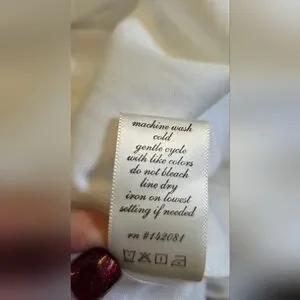 machine wash
cold
gentle cycle
with like colors
do not bleach
line dry
iron on lowest
setting if needed
rn #142081